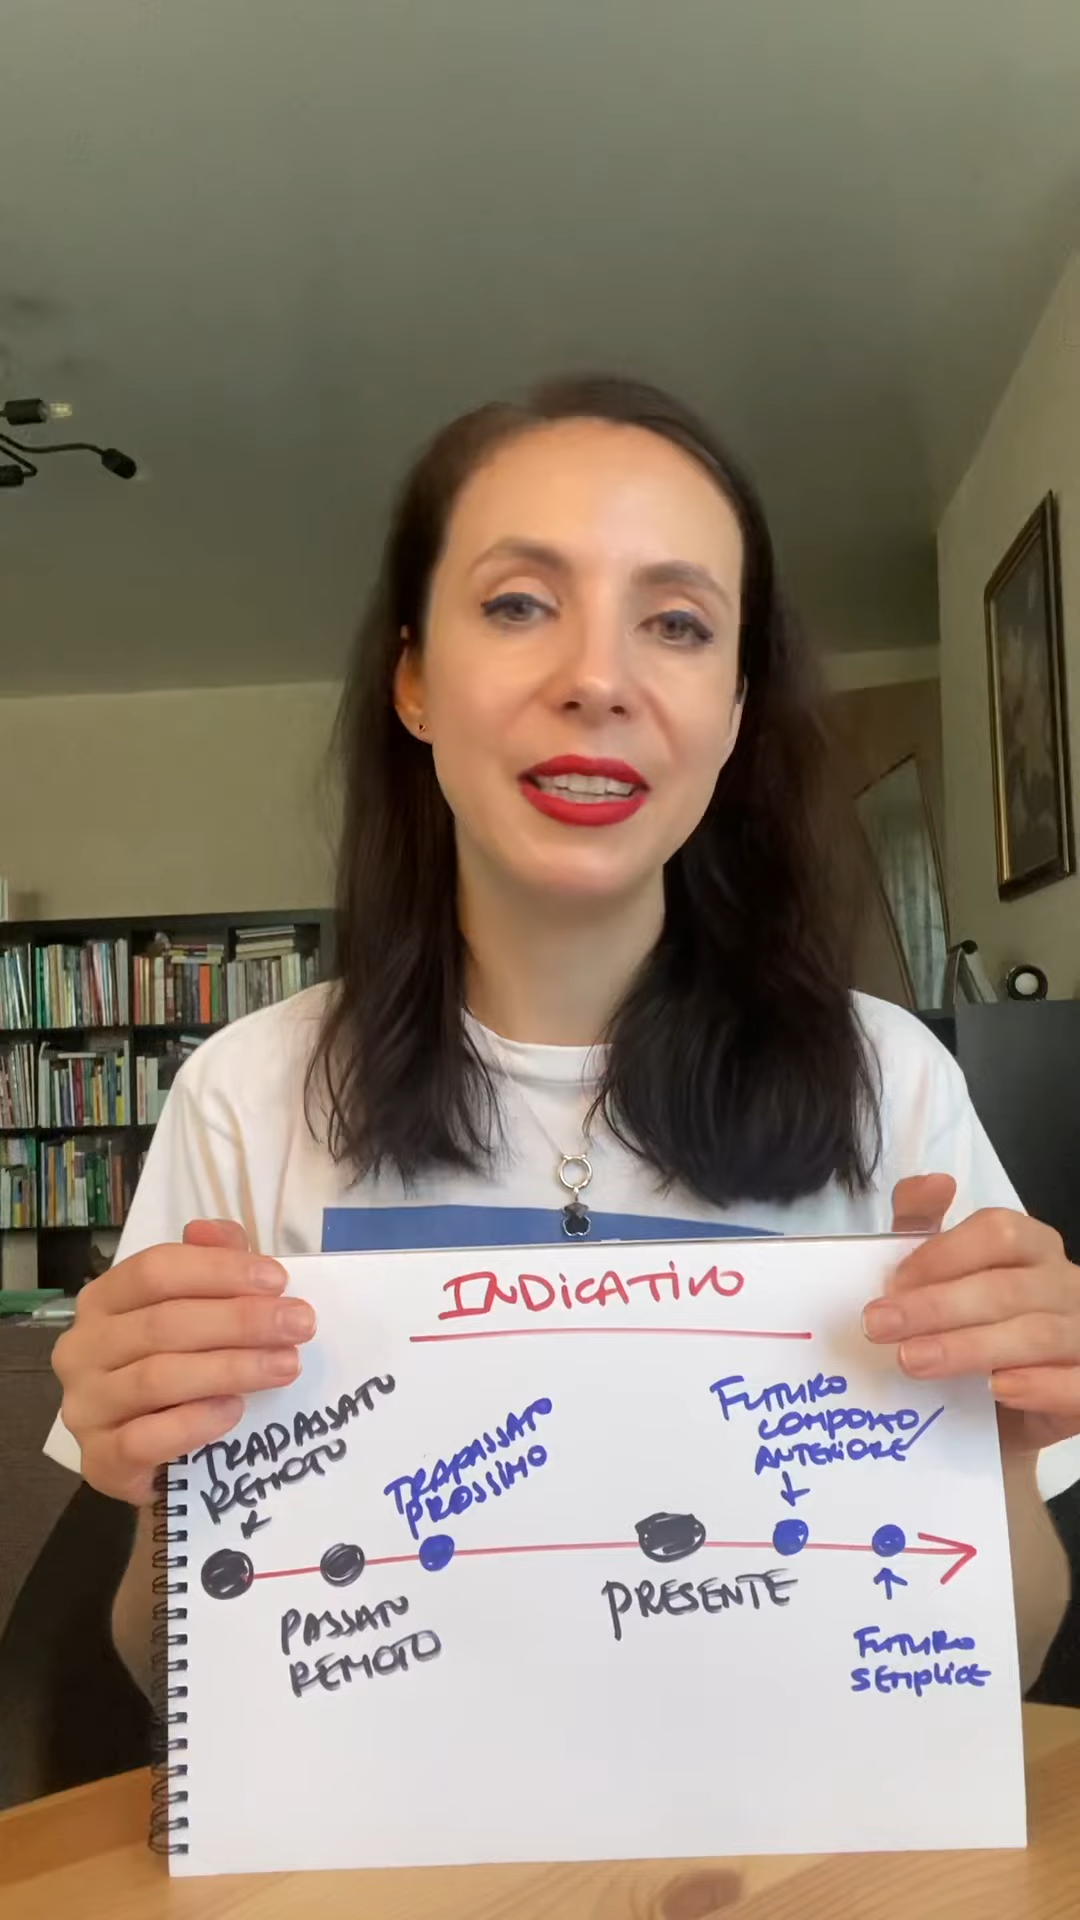 INDICATIVO
TRAPASSATO
REMOTO
TRAPASSATO
PROSSIMO
FUTURO
COMPOSTO/
ANTERIORE
PASSATO
REMOTO
PRESENTE
FUTURO
SEMPLICE